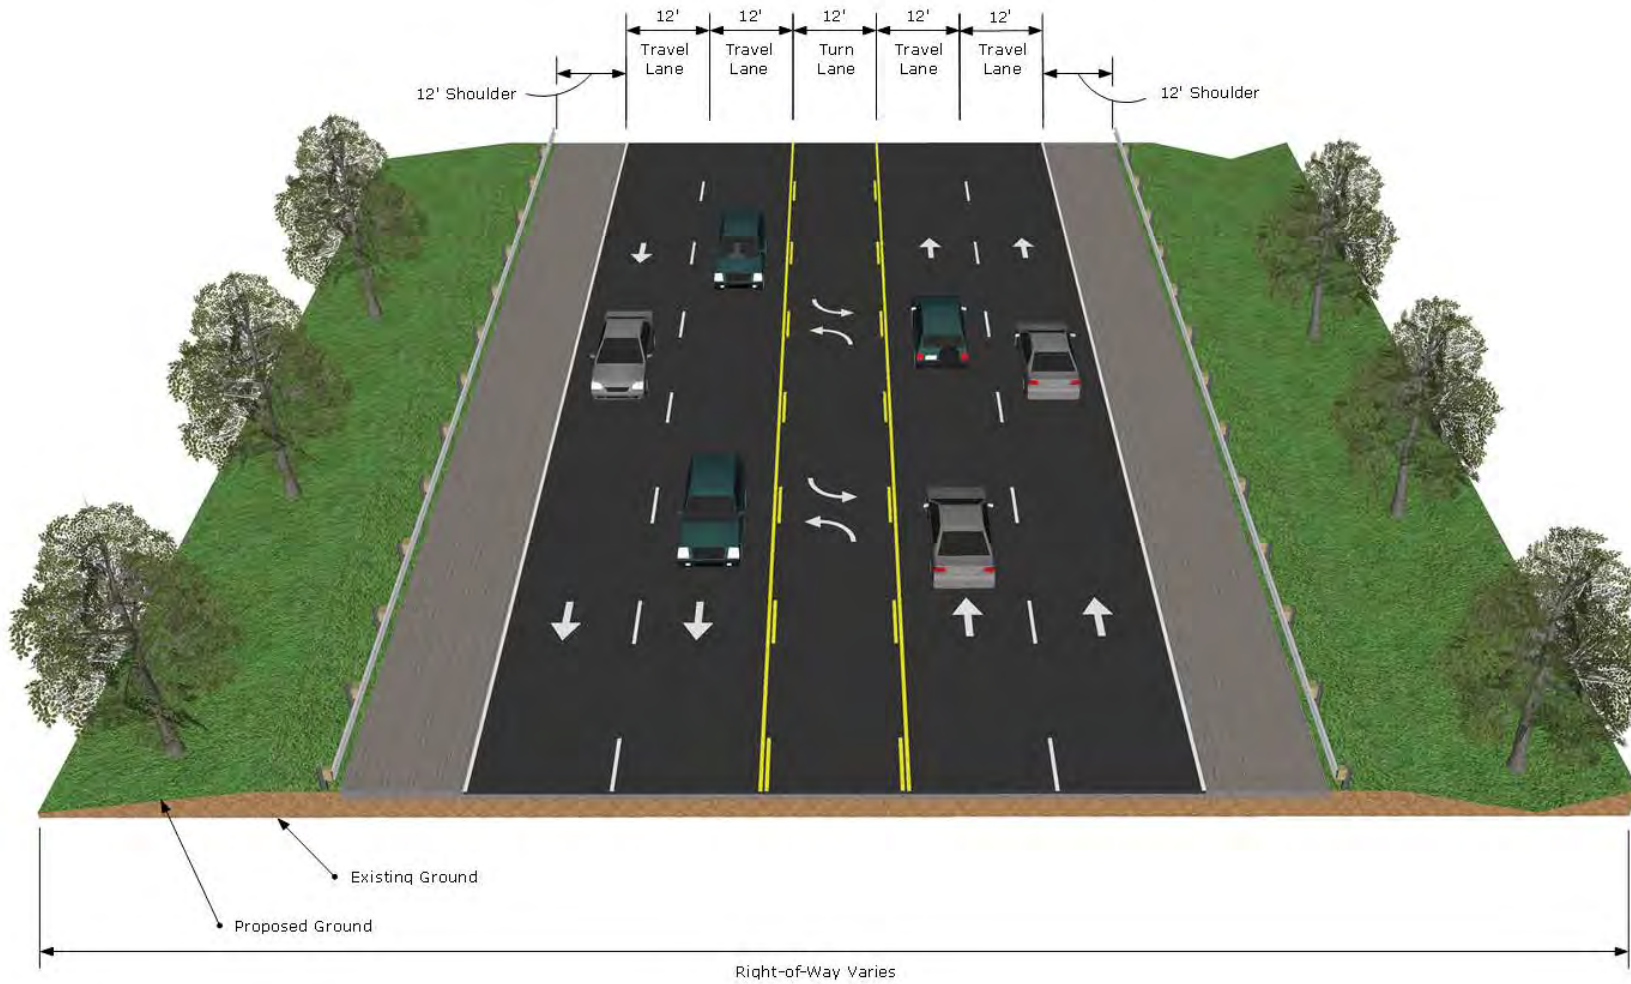 12' 12' 12' 12' 12'
Travel Travel Turn Travel Travel
Lane Lane Lane Lane Lane
12' Shoulder 12' Shoulder
Existing Ground
Proposed Ground
Right-of-Way Varies